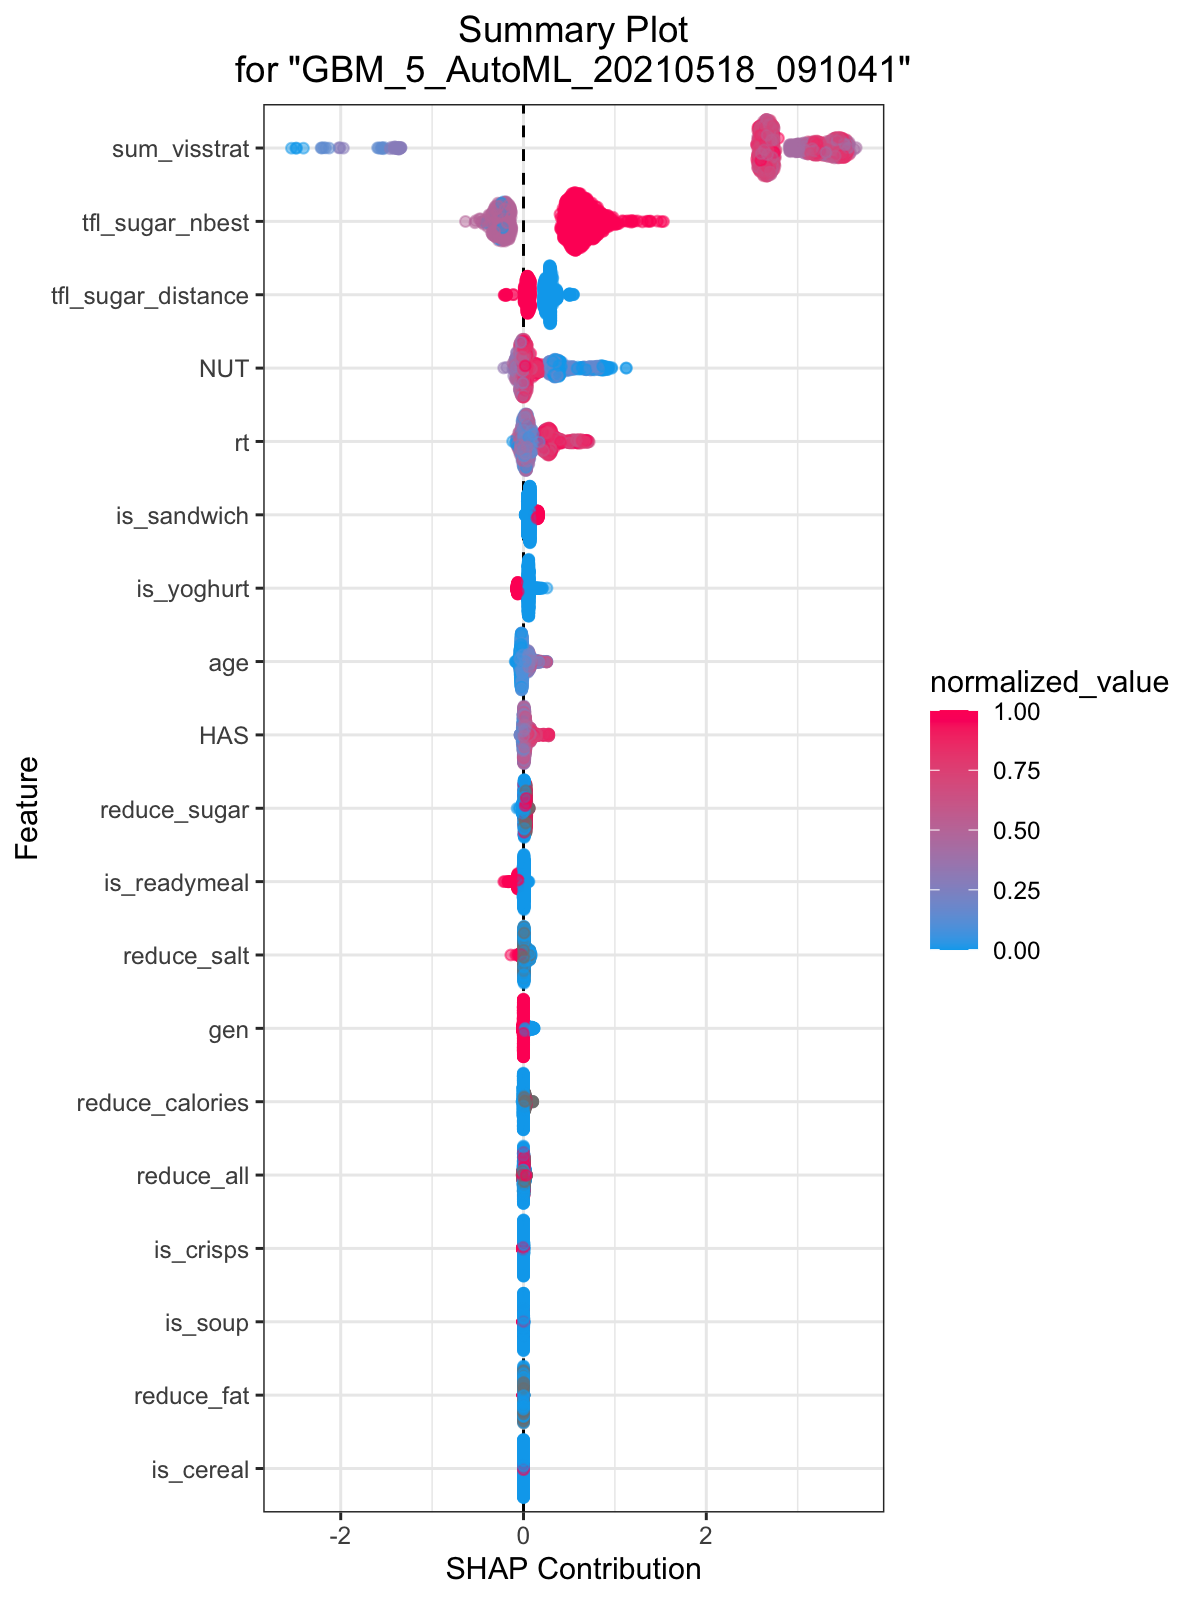 Summary Plot
for "GBM_5_AutoML_20210518_091041"
sum_visstrat
tfl_sugar_nbest
tfl_sugar_distance
NUT
rt
is_sandwich
is_yoghurt
age
HAS
reduce_sugar
is_readymeal
reduce_salt
gen
reduce_calories
reduce_all
is_crisps
is_soup
reduce_fat
is_cereal
Feature
-2 0 2
SHAP Contribution
normalized_value
1.00
0.75
0.50
0.25
0.00